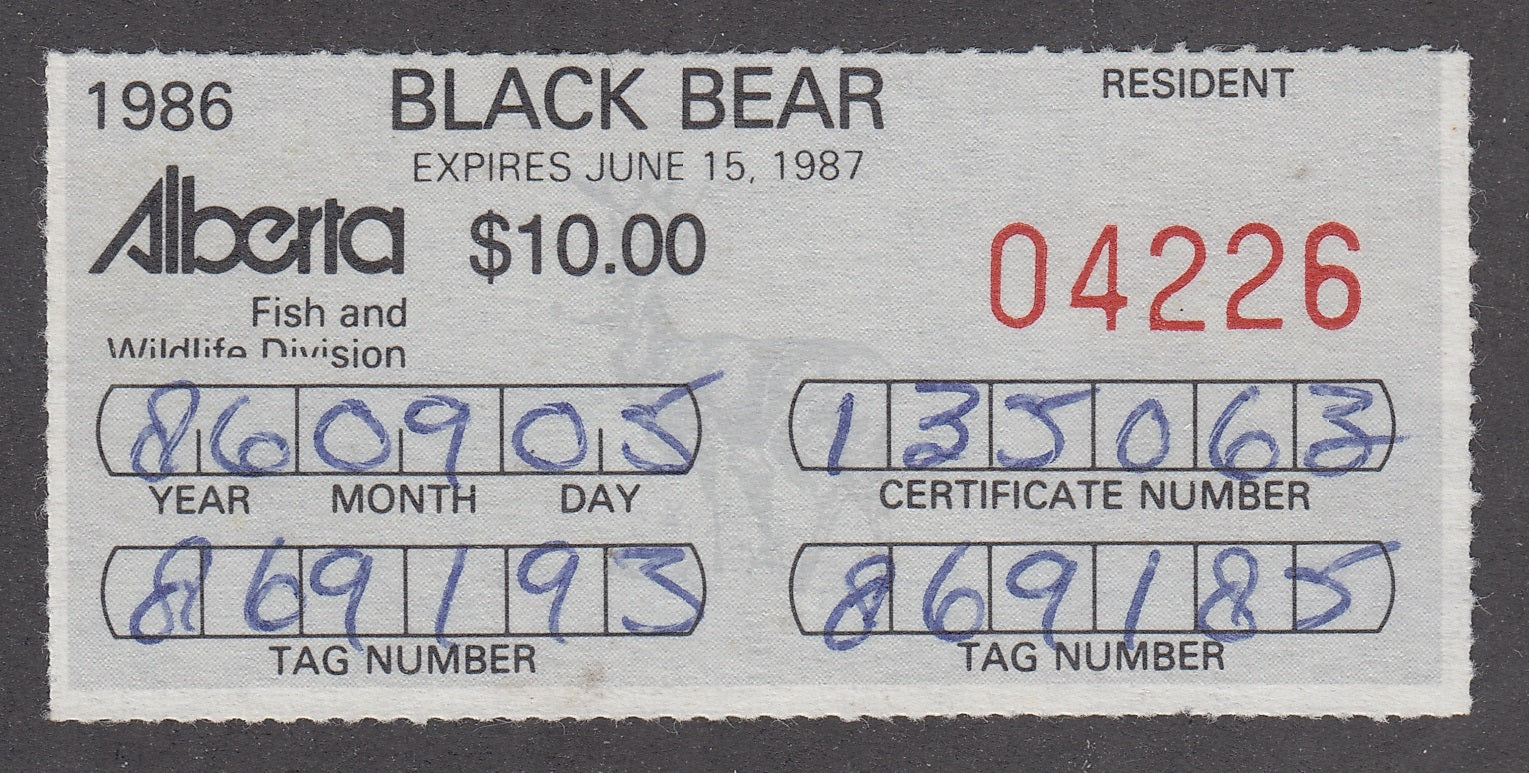 1986 BLACK BEAR RESIDENT
EXPIRES JUNE 15, 1987
Alberta $10.00 04226
Fish and
Wildlife Division
860905 135063
YEAR MONTH DAY CERTIFICATE NUMBER
869193 869185
TAG NUMBER TAG NUMBER